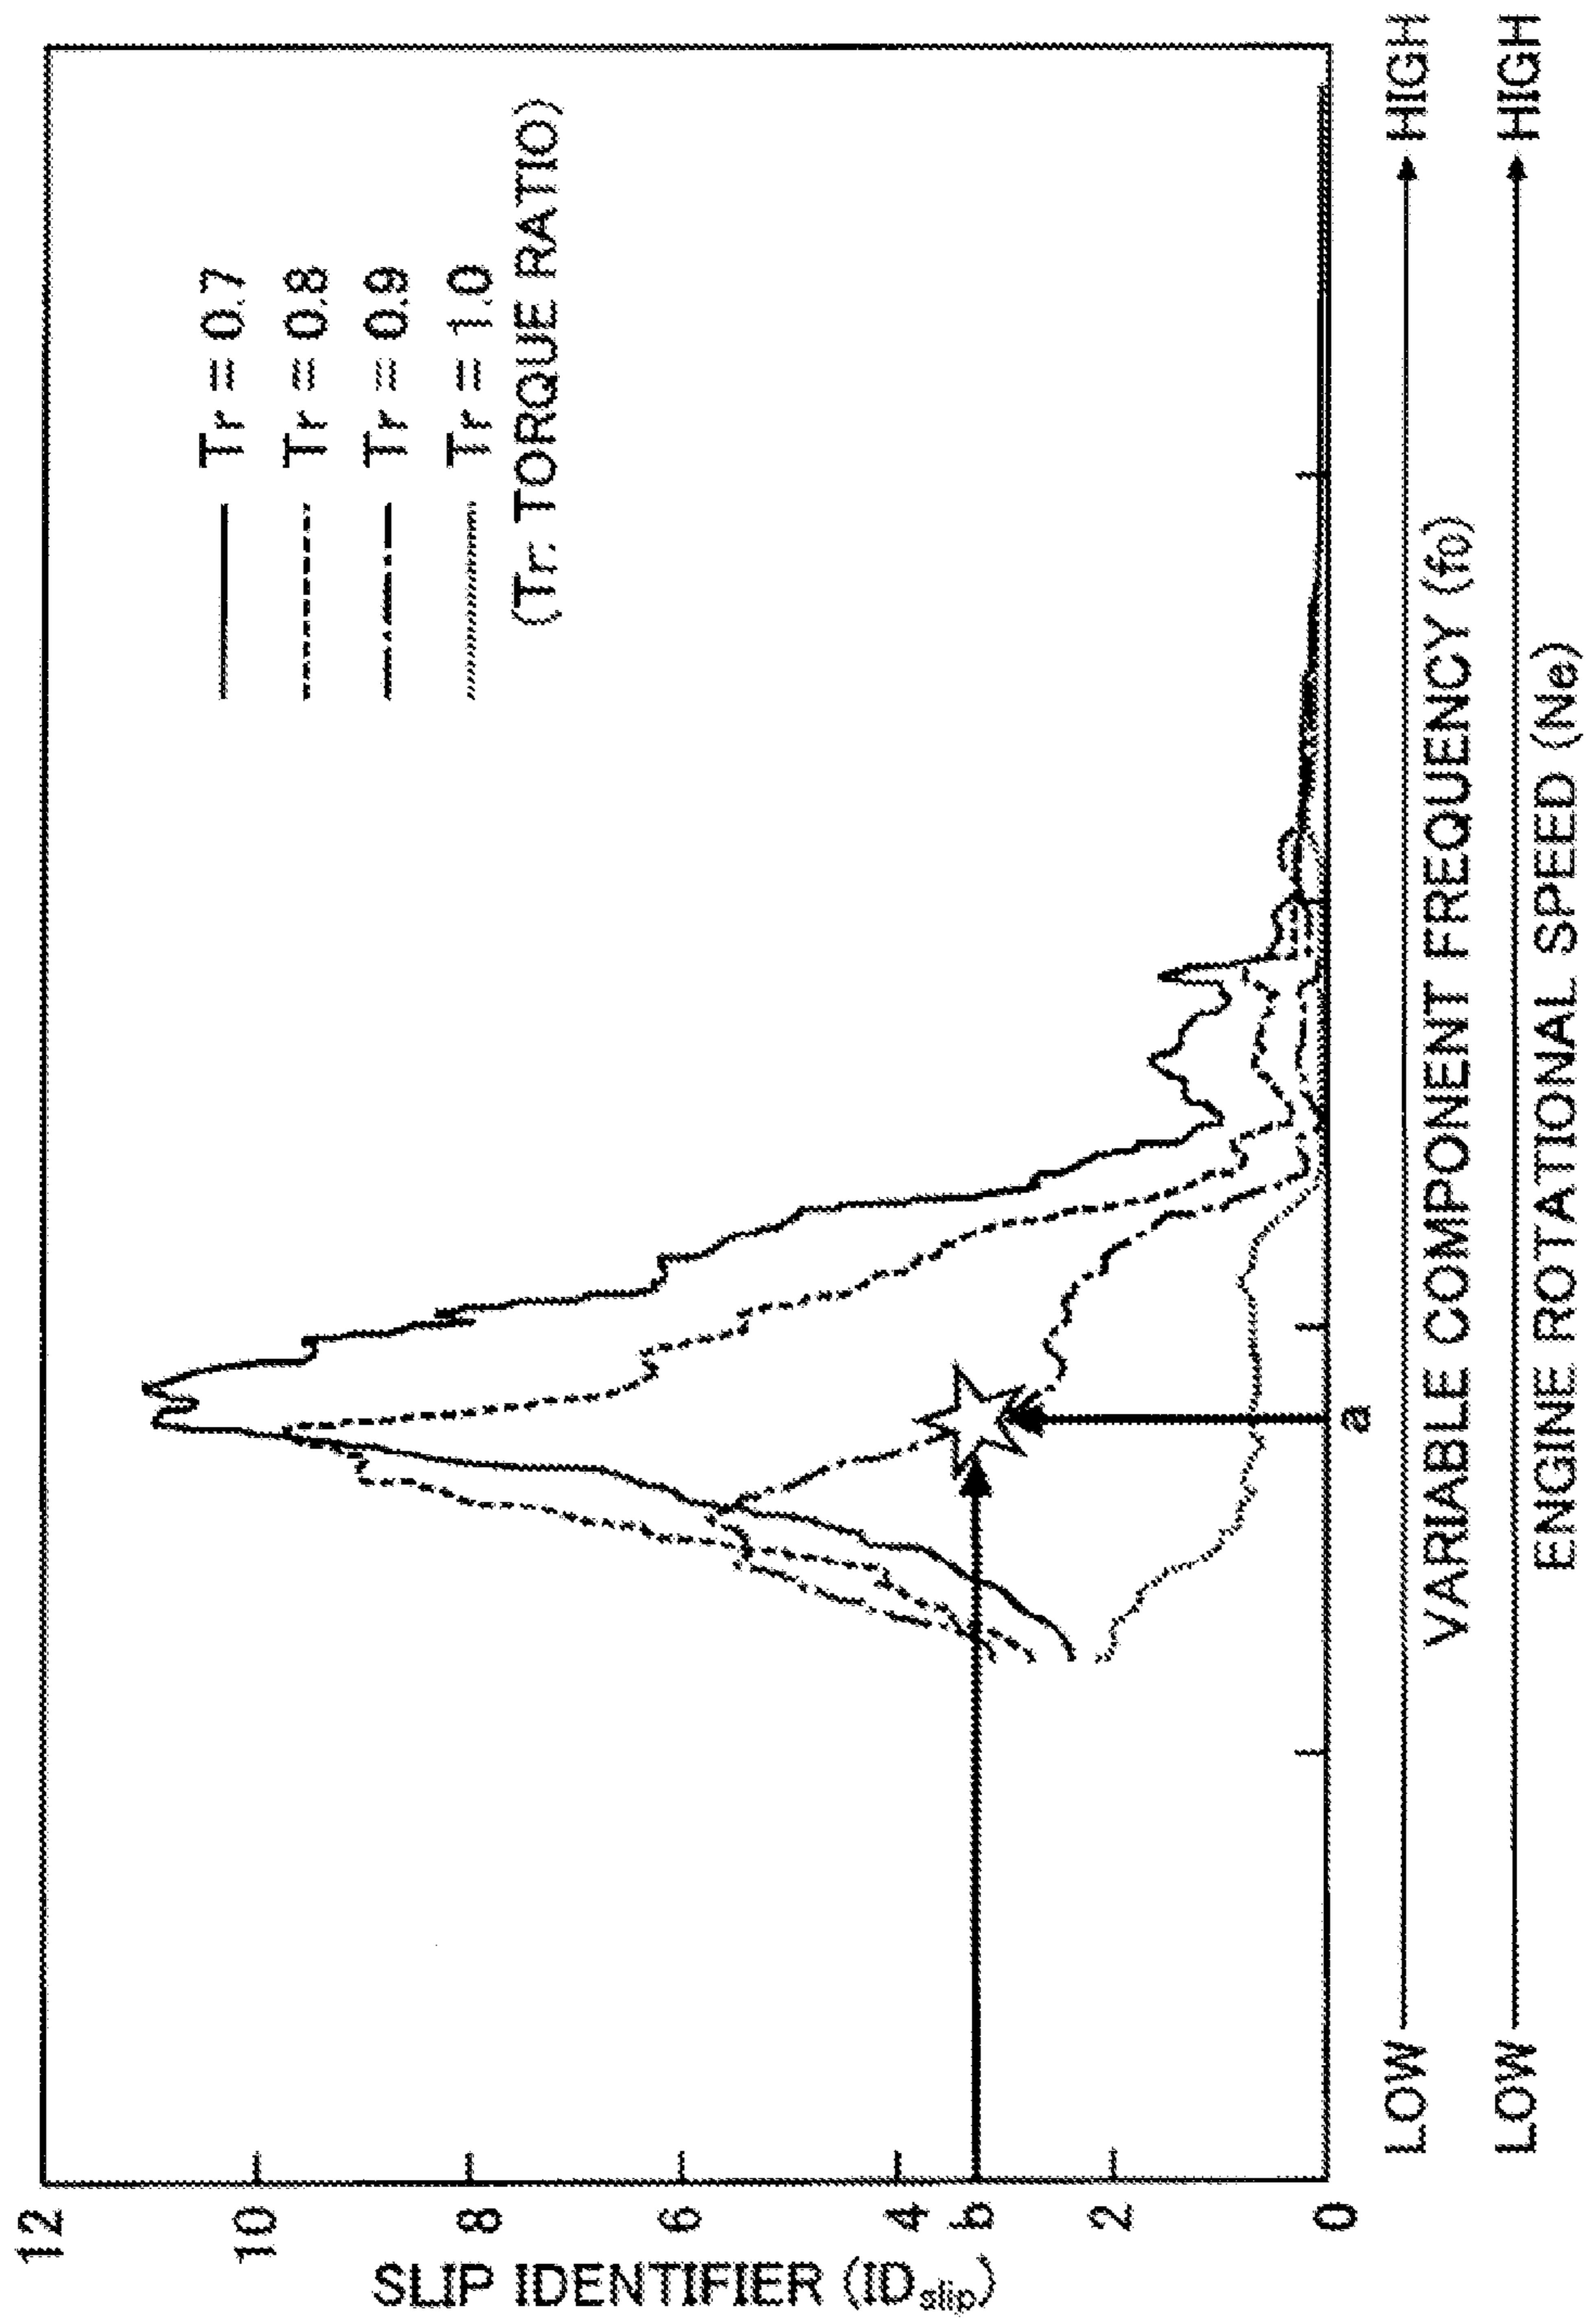 12
10
8
6
4
b
2
0
SLIP IDENTIFIER (IDslip)
Tr = 0.7
Tr = 0.8
Tr = 0.9
Tr = 1.0
(Tr: TORQUE RATIO)
a
LOW HIGH
VARIABLE COMPONENT FREQUENCY (fc)
LOW HIGH
ENGINE ROTATIONAL SPEED (Ne)